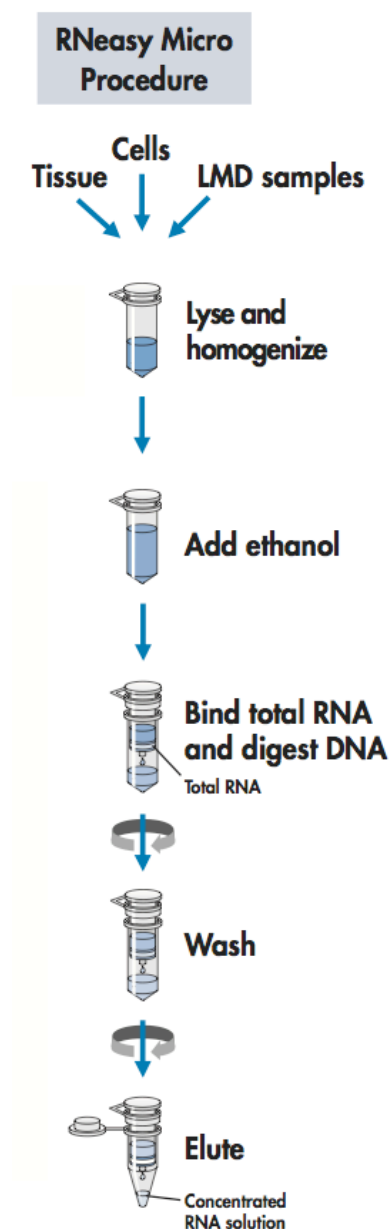 RNeasy Micro
Procedure
Cells
Tissue
LMD samples
Lyse and
homogenize
Add ethanol
Bind total RNA
and digest DNA
Total RNA
Wash
Elute
Concentrated
RNA solution